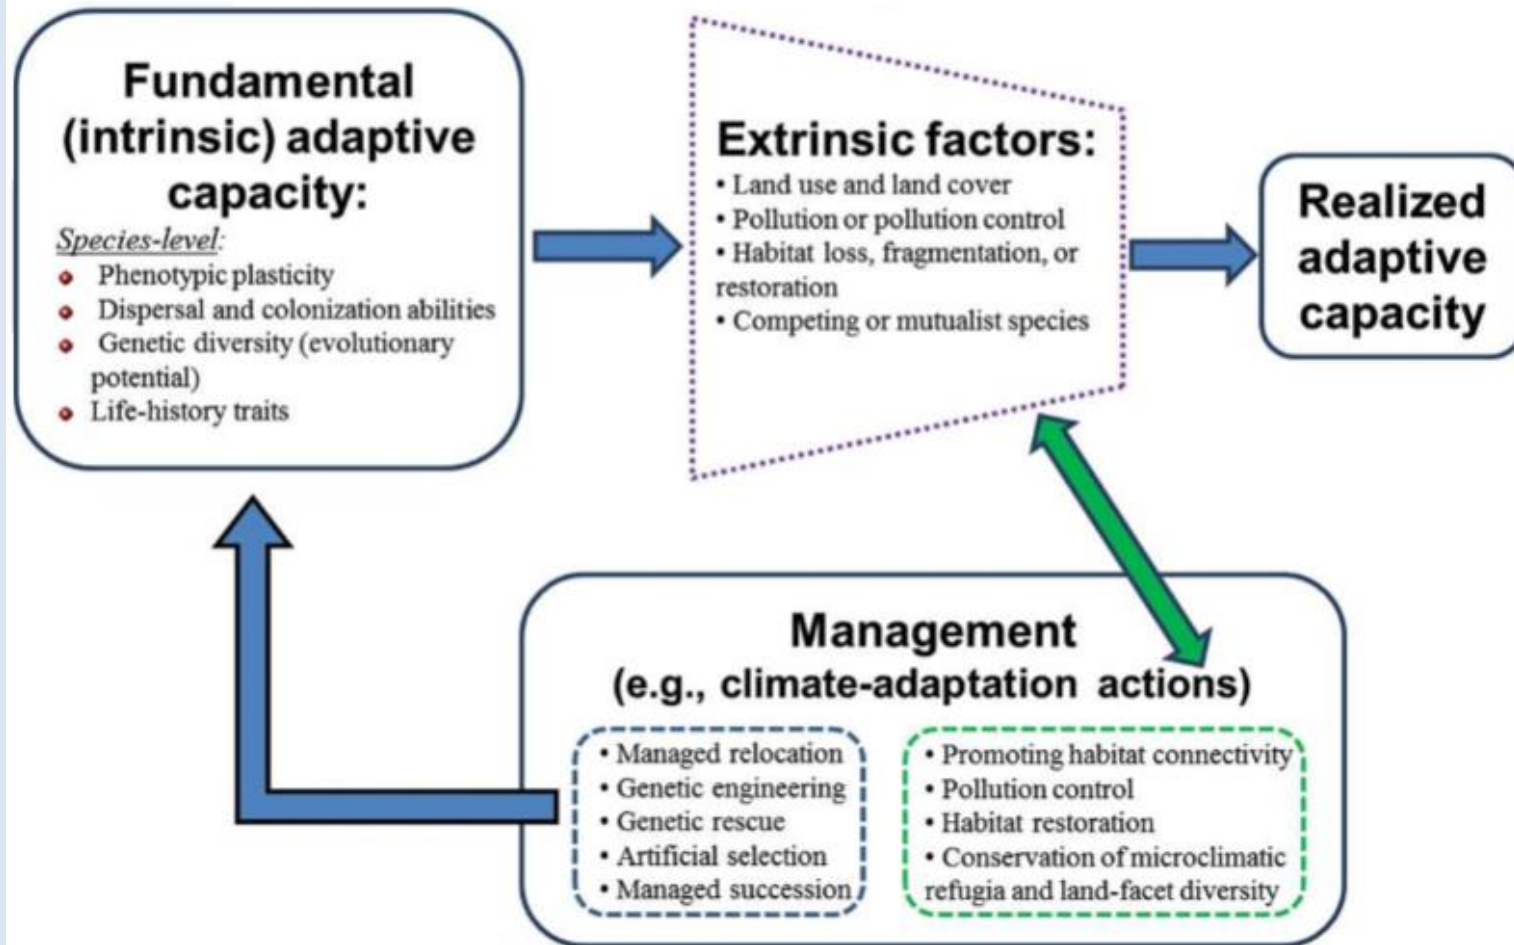 Fundamental
(intrinsic) adaptive
capacity:
Species-level:
Phenotypic plasticity
Dispersal and colonization abilities
Genetic diversity (evolutionary
potential)
Life-history traits
Extrinsic factors:
• Land use and land cover
• Pollution or pollution control
• Habitat loss, fragmentation, or
restoration
• Competing or mutualist species
Realized
adaptive
capacity
Management
(e.g., climate-adaptation actions)
• Managed relocation
• Genetic engineering
• Genetic rescue
• Artificial selection
• Managed succession
• Promoting habitat connectivity
• Pollution control
• Habitat restoration
• Conservation of microclimatic
refugia and land-facet diversity